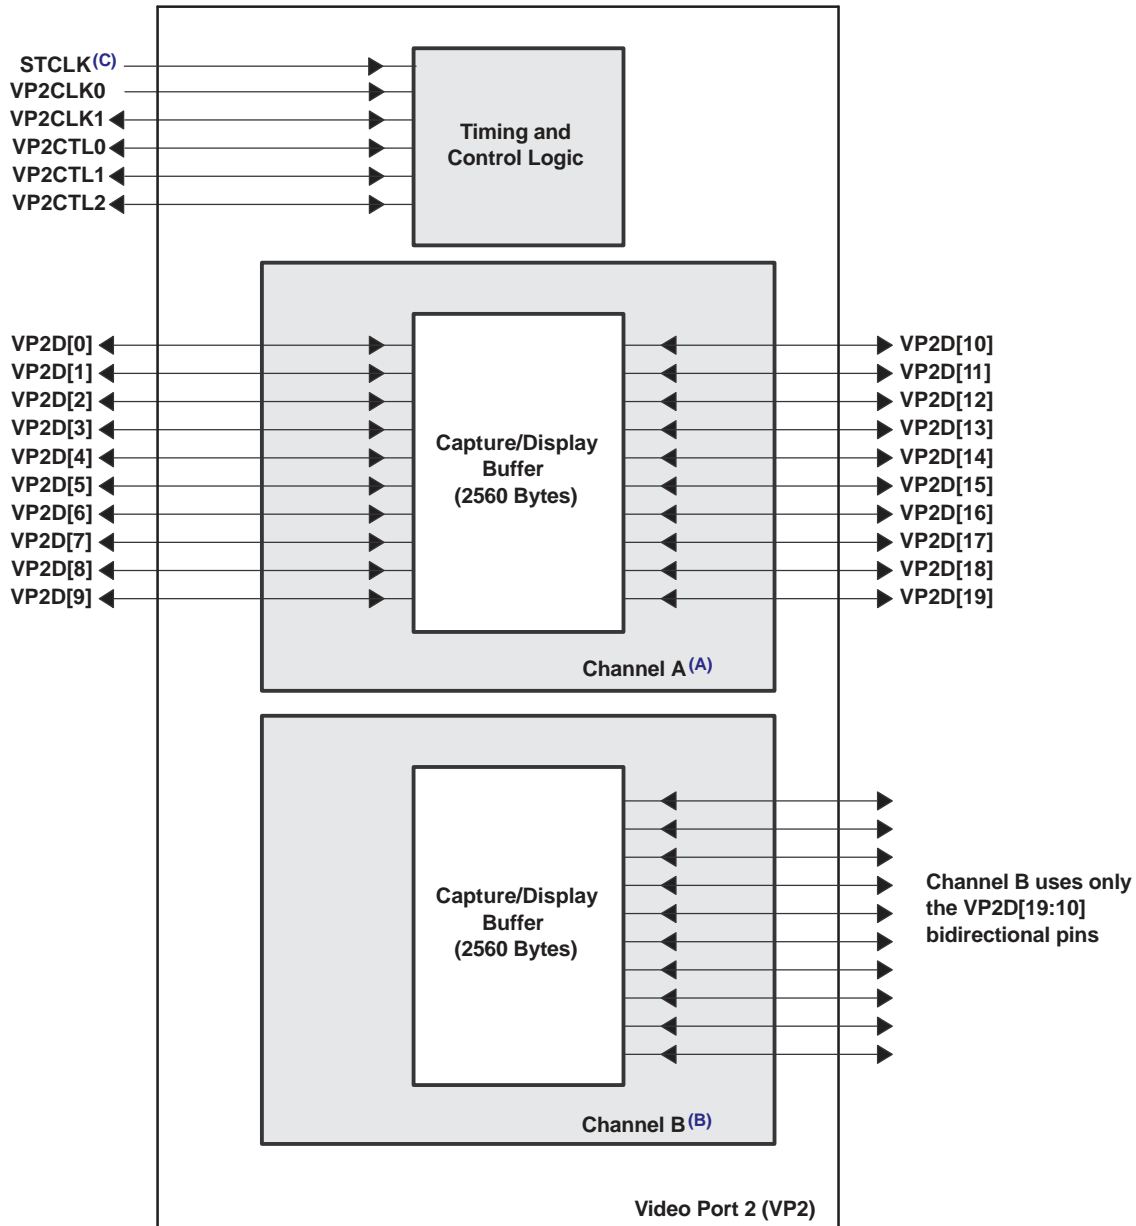 STCLK(C)
VP2CLK0
VP2CLK1
VP2CTL0
VP2CTL1
VP2CTL2
Timing and
Control Logic
VP2D[0]
VP2D[1]
VP2D[2]
VP2D[3]
VP2D[4]
VP2D[5]
VP2D[6]
VP2D[7]
VP2D[8]
VP2D[9]
Capture/Display
Buffer
(2560 Bytes)
VP2D[10]
VP2D[11]
VP2D[12]
VP2D[13]
VP2D[14]
VP2D[15]
VP2D[16]
VP2D[17]
VP2D[18]
VP2D[19]
Channel A(A)
Capture/Display
Buffer
(2560 Bytes)
Channel B uses only
the VP2D[19:10]
bidirectional pins
Channel B(B)
Video Port 2 (VP2)